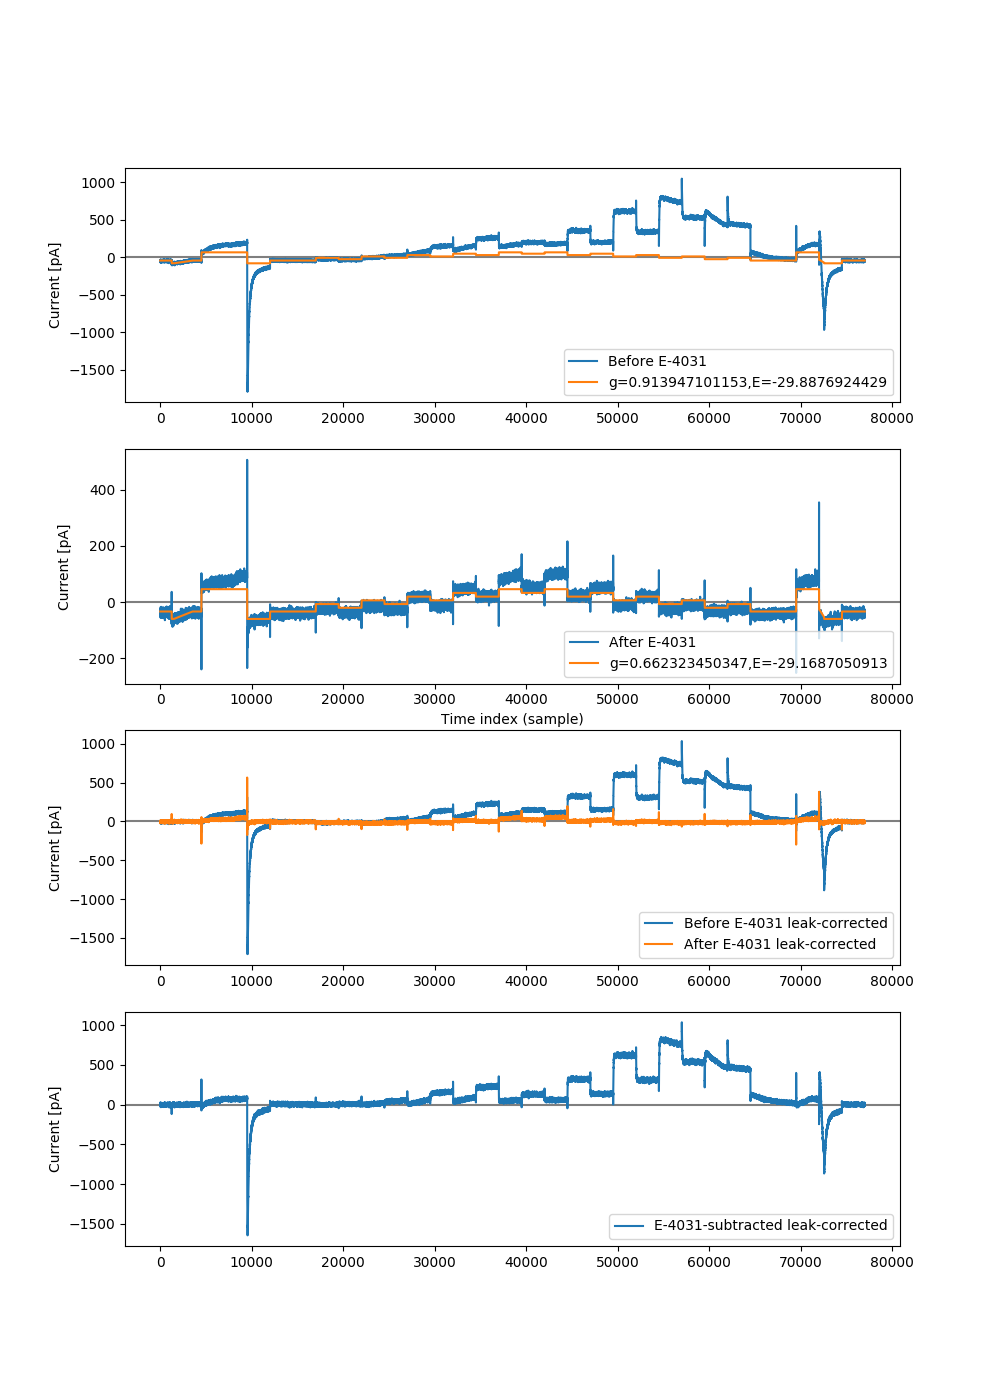 1000
500
0
−500
−1000
−1500
Current [pA]
Before E-4031
g=0.913947101153,E=-29.8876924429
0 10000 20000 30000 40000 50000 60000 70000 80000
400
200
0
−200
Current [pA]
After E-4031
g=0.662323450347,E=-29.1687050913
0 10000 20000 30000 40000 50000 60000 70000 80000
Time index (sample)
1000
500
0
−500
−1000
−1500
Current [pA]
Before E-4031 leak-corrected
After E-4031 leak-corrected
0 10000 20000 30000 40000 50000 60000 70000 80000
1000
500
0
−500
−1000
−1500
Current [pA]
E-4031-subtracted leak-corrected
0 10000 20000 30000 40000 50000 60000 70000 80000